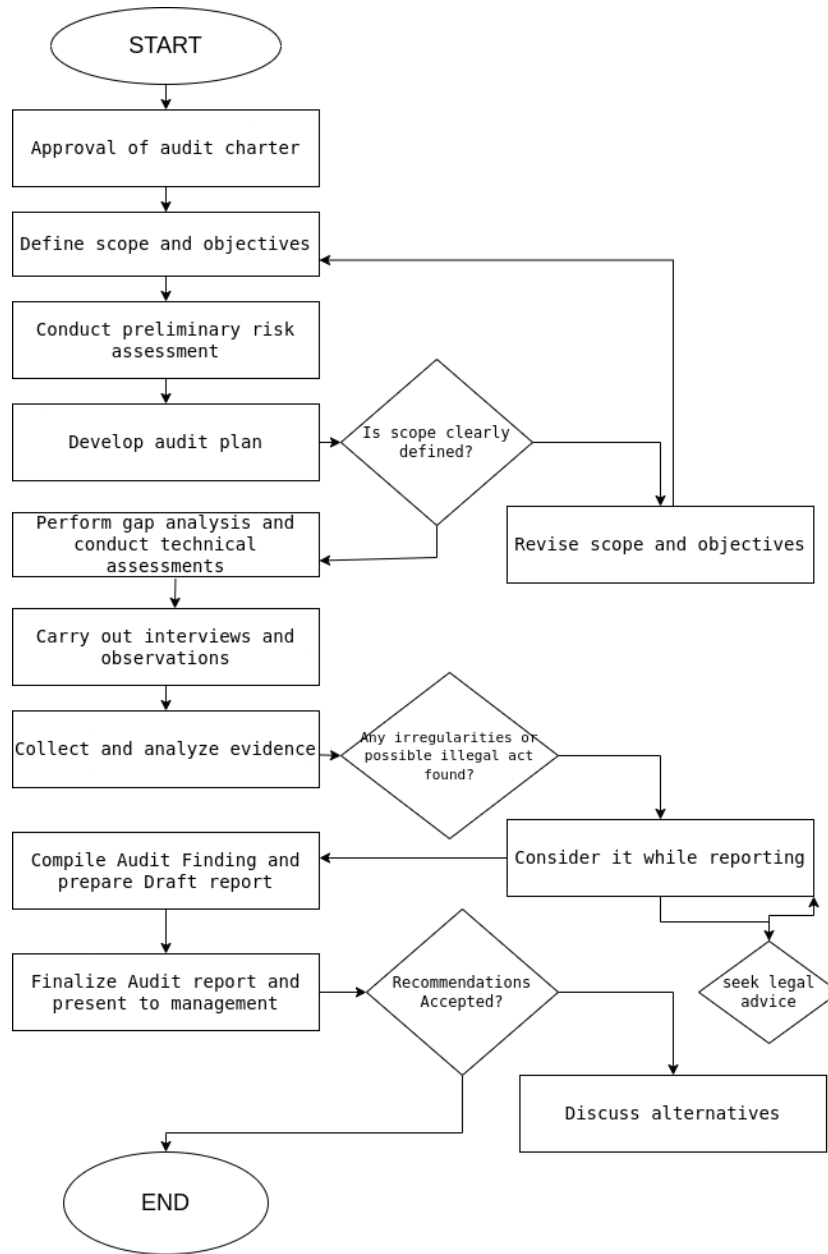 START
Approval of audit charter
Define scope and objectives
Conduct preliminary risk
assessment
Is scope clearly
defined?
Develop audit plan
Perform gap analysis and
conduct technical
assessments
Revise scope and objectives
Carry out interviews and
observations
Collect and analyze evidence
Any irregularities or
possible illegal act
found?
Consider it while reporting
Compile Audit Finding and
prepare Draft report
Finalize Audit report and
present to management
Recommendations
Accepted?
seek legal
advice
Discuss alternatives
END